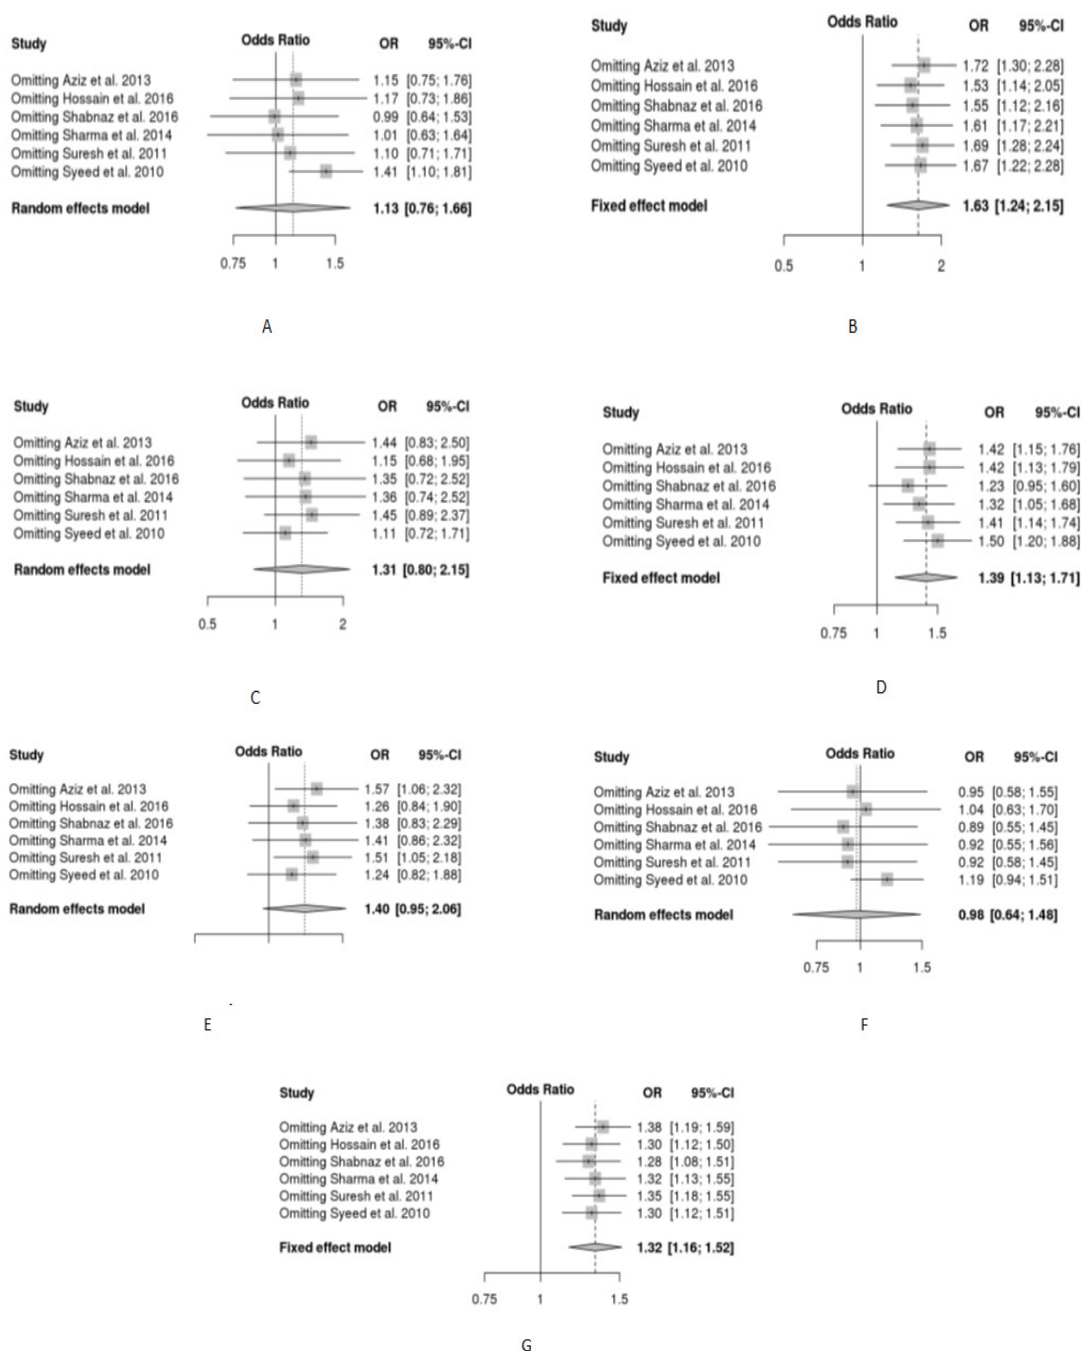 Study Odds Ratio OR 95%-CI
Omitting Aziz et al. 2013 1.15 [0.75; 1.76]
Omitting Hossain et al. 2016 1.17 [0.73; 1.86]
Omitting Shabnaz et al. 2016 0.99 [0.64; 1.53]
Omitting Sharma et al. 2014 1.01 [0.63; 1.64]
Omitting Suresh et al. 2011 1.10 [0.71; 1.71]
Omitting Syeed et al. 2010 1.41 [1.10; 1.81]
Random effects model 1.13 [0.76; 1.66]
0.75 1 1.5
A
Study Odds Ratio OR 95%-CI
Omitting Aziz et al. 2013 1.72 [1.30; 2.28]
Omitting Hossain et al. 2016 1.53 [1.14; 2.05]
Omitting Shabnaz et al. 2016 1.55 [1.12; 2.16]
Omitting Sharma et al. 2014 1.61 [1.17; 2.21]
Omitting Suresh et al. 2011 1.69 [1.28; 2.24]
Omitting Syeed et al. 2010 1.67 [1.22; 2.28]
Fixed effect model 1.63 [1.24; 2.15]
0.5 1 2
B
Study Odds Ratio OR 95%-CI
Omitting Aziz et al. 2013 1.44 [0.83; 2.50]
Omitting Hossain et al. 2016 1.15 [0.68; 1.95]
Omitting Shabnaz et al. 2016 1.35 [0.72; 2.52]
Omitting Sharma et al. 2014 1.36 [0.74; 2.52]
Omitting Suresh et al. 2011 1.45 [0.89; 2.37]
Omitting Syeed et al. 2010 1.11 [0.72; 1.71]
Random effects model 1.31 [0.80; 2.15]
0.5 1 2
C
Study Odds Ratio OR 95%-CI
Omitting Aziz et al. 2013 1.42 [1.15; 1.76]
Omitting Hossain et al. 2016 1.42 [1.13; 1.79]
Omitting Shabnaz et al. 2016 1.23 [0.95; 1.60]
Omitting Sharma et al. 2014 1.32 [1.05; 1.68]
Omitting Suresh et al. 2011 1.41 [1.14; 1.74]
Omitting Syeed et al. 2010 1.50 [1.20; 1.88]
Fixed effect model 1.39 [1.13; 1.71]
0.75 1 1.5
D
Study Odds Ratio OR 95%-CI
Omitting Aziz et al. 2013 1.57 [1.06; 2.32]
Omitting Hossain et al. 2016 1.26 [0.84; 1.90]
Omitting Shabnaz et al. 2016 1.38 [0.83; 2.29]
Omitting Sharma et al. 2014 1.41 [0.86; 2.32]
Omitting Suresh et al. 2011 1.51 [1.05; 2.18]
Omitting Syeed et al. 2010 1.24 [0.82; 1.88]
Random effects model 1.40 [0.95; 2.06]
E
Study Odds Ratio OR 95%-CI
Omitting Aziz et al. 2013 0.95 [0.58; 1.55]
Omitting Hossain et al. 2016 1.04 [0.63; 1.70]
Omitting Shabnaz et al. 2016 0.89 [0.55; 1.45]
Omitting Sharma et al. 2014 0.92 [0.55; 1.56]
Omitting Suresh et al. 2011 0.92 [0.58; 1.45]
Omitting Syeed et al. 2010 1.19 [0.94; 1.51]
Random effects model 0.98 [0.64; 1.48]
0.75 1 1.5
F
Study Odds Ratio OR 95%-CI
Omitting Aziz et al. 2013 1.38 [1.19; 1.59]
Omitting Hossain et al. 2016 1.30 [1.12; 1.50]
Omitting Shabnaz et al. 2016 1.28 [1.08; 1.51]
Omitting Sharma et al. 2014 1.32 [1.13; 1.55]
Omitting Suresh et al. 2011 1.35 [1.18; 1.55]
Omitting Syeed et al. 2010 1.30 [1.12; 1.51]
Fixed effect model 1.32 [1.16; 1.52]
0.75 1 1.5
G